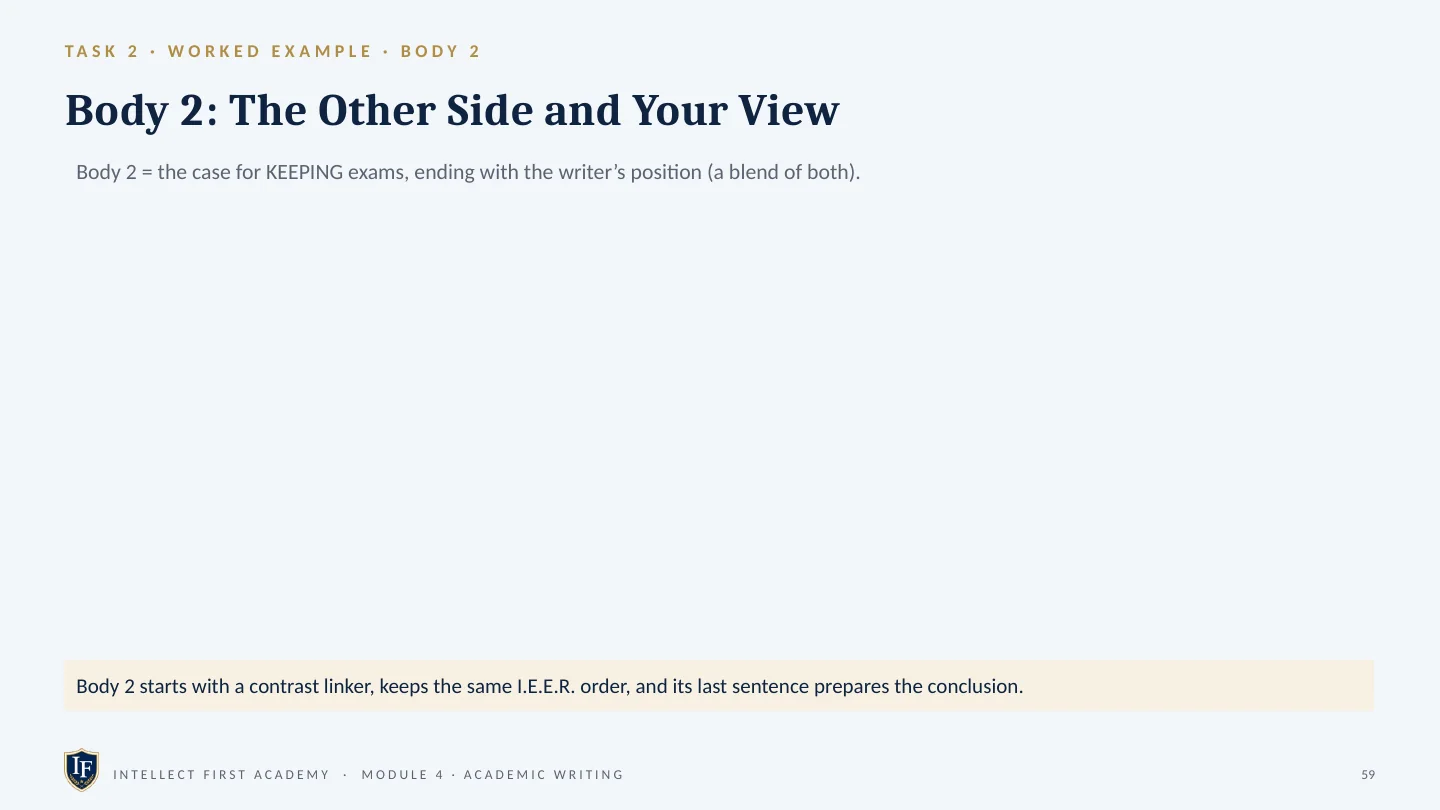 TASK 2 · WORKED EXAMPLE · BODY 2
Body 2: The Other Side and Your View
Body 2 = the case for KEEPING exams, ending with the writer’s position (a blend of both).
Body 2 starts with a contrast linker, keeps the same I.E.E.R. order, and its last sentence prepares the conclusion.
IF
INTELLECT FIRST ACADEMY · MODULE 4 · ACADEMIC WRITING
59